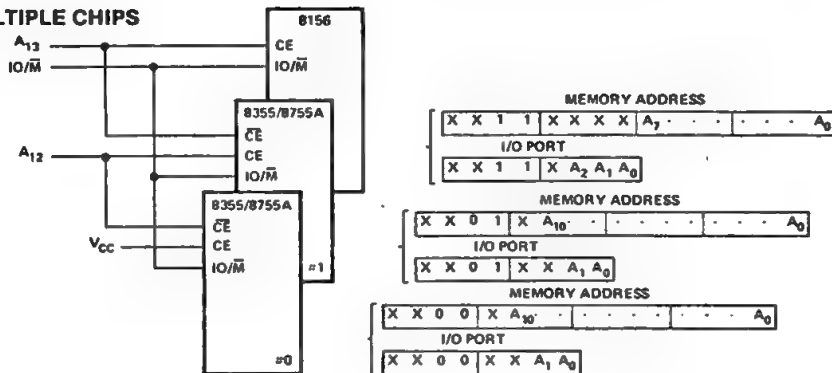 LTIPLE CHIPS
8156
A13
CE
IO/M̅
IO/M̅
8355/8755A
C̅E̅
A12
CE
IO/M̅
8355/8755A
C̅E̅
VCC
CE
IO/M̅
#1
#0
MEMORY ADDRESS
X X 1 1 X X X X A7 · · · · · · A0
I/O PORT
X X 1 1 X A2 A1 A0
MEMORY ADDRESS
X X 0 1 X A10 · · · · · · · · A0
I/O PORT
X X 0 1 X X A1 A0
MEMORY ADDRESS
X X 0 0 X A10 · · · · · · · · A0
I/O PORT
X X 0 0 X X A1 A0